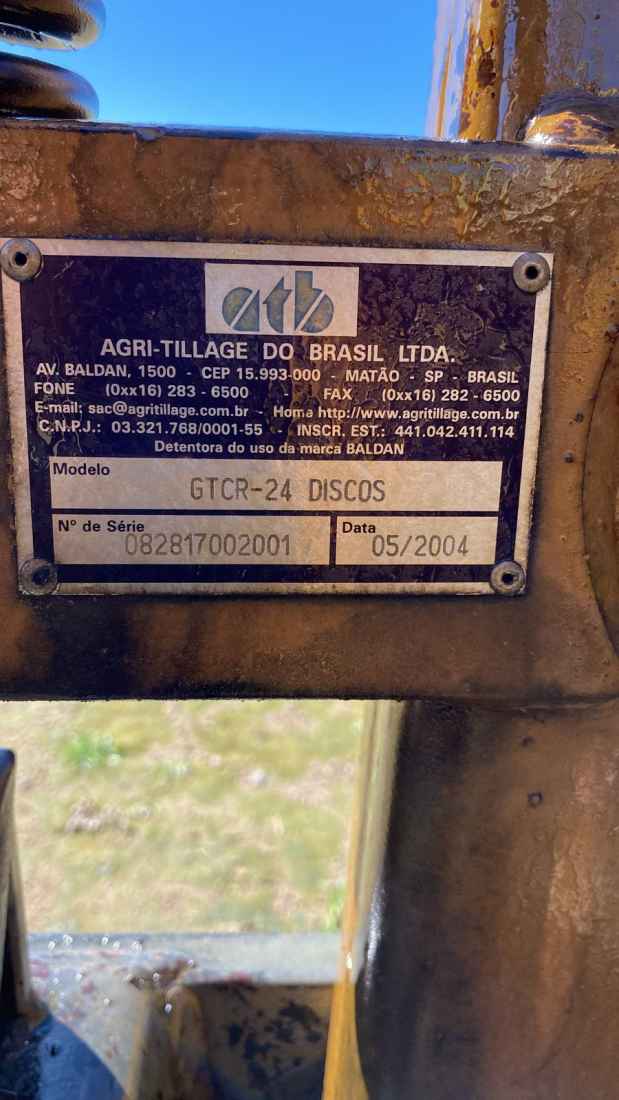 atb
AGRI-TILLAGE DO BRASIL LTDA.
AV. BALDAN, 1500 - CEP 15.993-000 - MATÃO - SP - BRASIL
FONE (0xx16) 283 - 6500 - FAX (0xx16) 282 - 6500
E-mail: sac@agritillage.com.br - Home http://www.agritillage.com.br
C.N.P.J.: 03.321.768/0001-55 - INSCR. EST.: 441.042.411.114
Detentora do uso da marca BALDAN
Modelo
GTCR-24 DISCOS
Nº de Série
082817002001
Data
05/2004